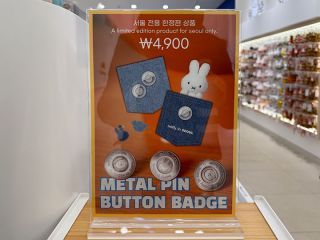 서울 전용 한정판 상품
A limited edition product for seoul only.
₩4,900
METAL PIN
BUTTON BADGE